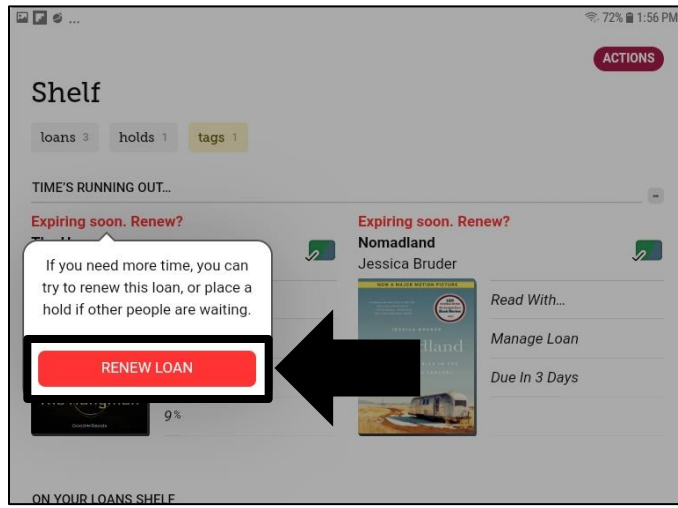 ...
72% 1:56 PM
ACTIONS
Shelf
loans 3 holds 1 tags 1
TIME'S RUNNING OUT...
Expiring soon. Renew?
If you need more time, you can
try to renew this loan, or place a
hold if other people are waiting.
RENEW LOAN
9%
Expiring soon. Renew?
Nomadland
Jessica Bruder
NOW A MAJOR MOTION PICTURE
JESSICA BRUDER
Read With...
Manage Loan
Due In 3 Days
ON YOUR LOANS SHELF